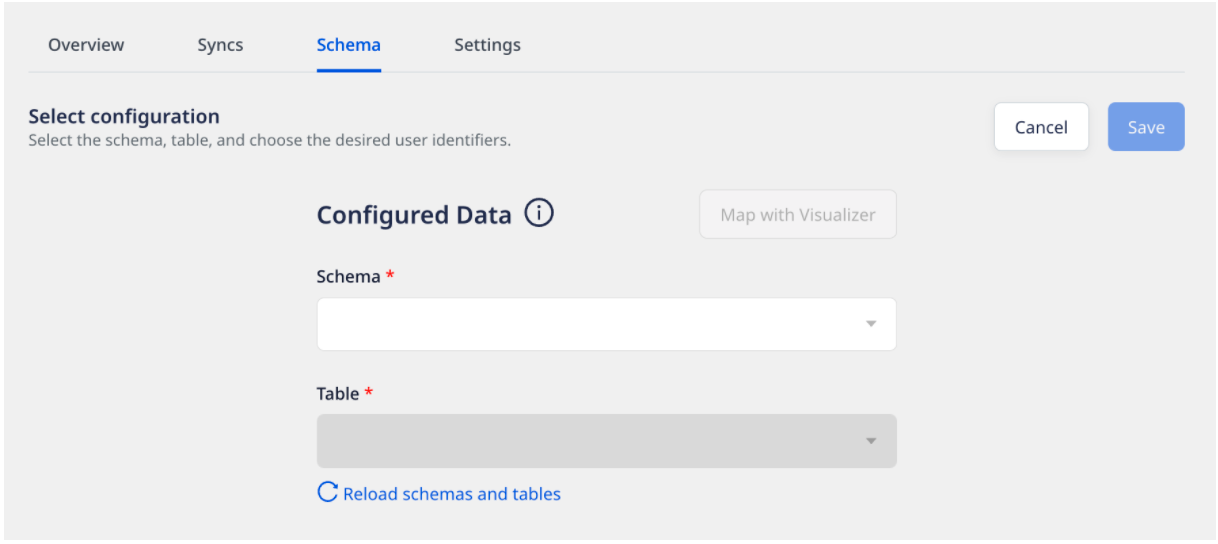 Overview Syncs Schema Settings
Select configuration
Select the schema, table, and choose the desired user identifiers.
Cancel Save
Configured Data
Map with Visualizer
Schema *
Table *
Reload schemas and tables